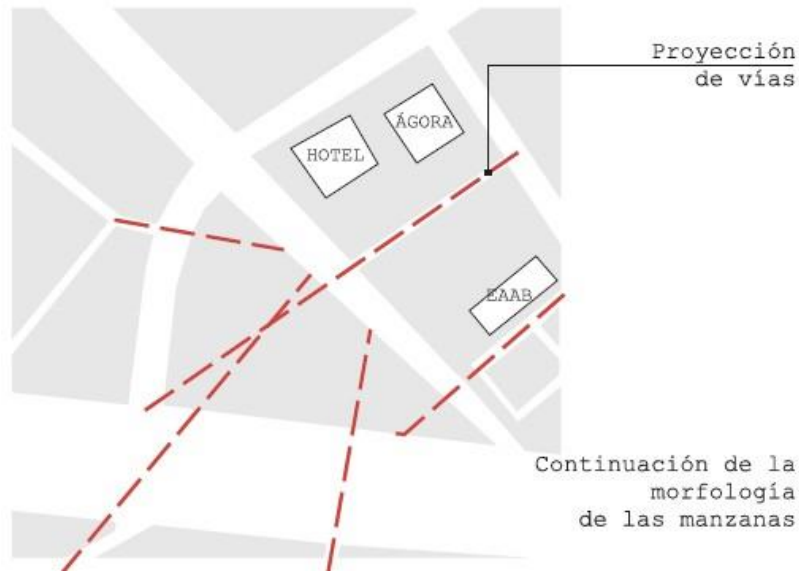 Proyección
de vías
ÁGORA
HOTEL
EAAB
Continuación de la
morfología
de las manzanas